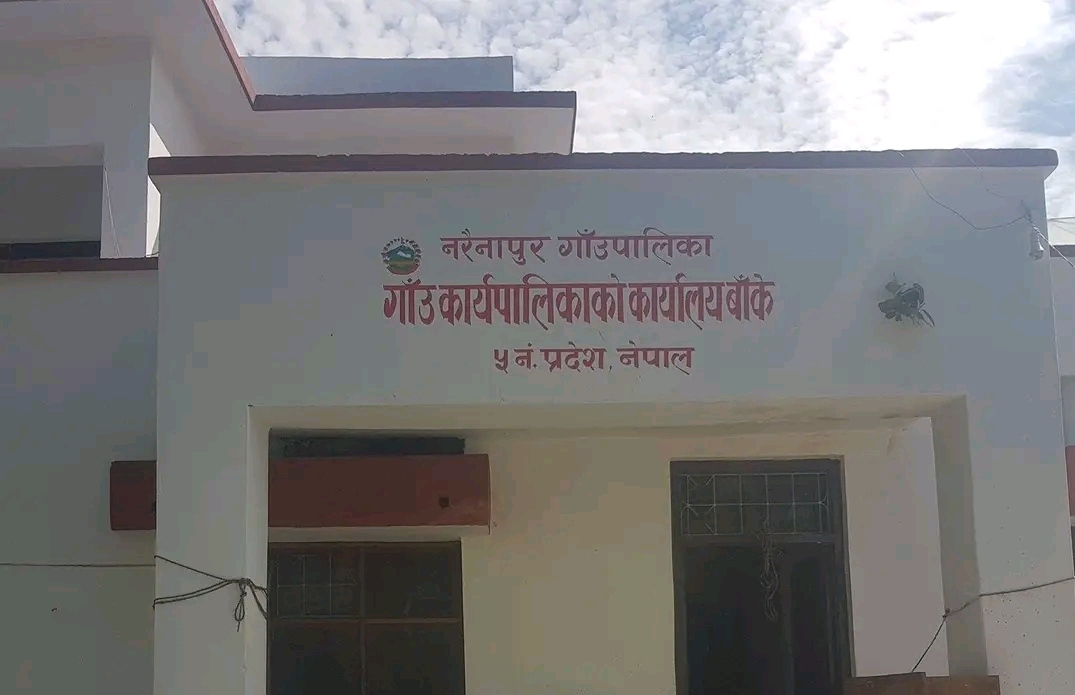 नरैनापुर गाँउपालिका
गाँउ कार्यपालिकाको कार्यालय बाँके
५ नं. प्रदेश, नेपाल